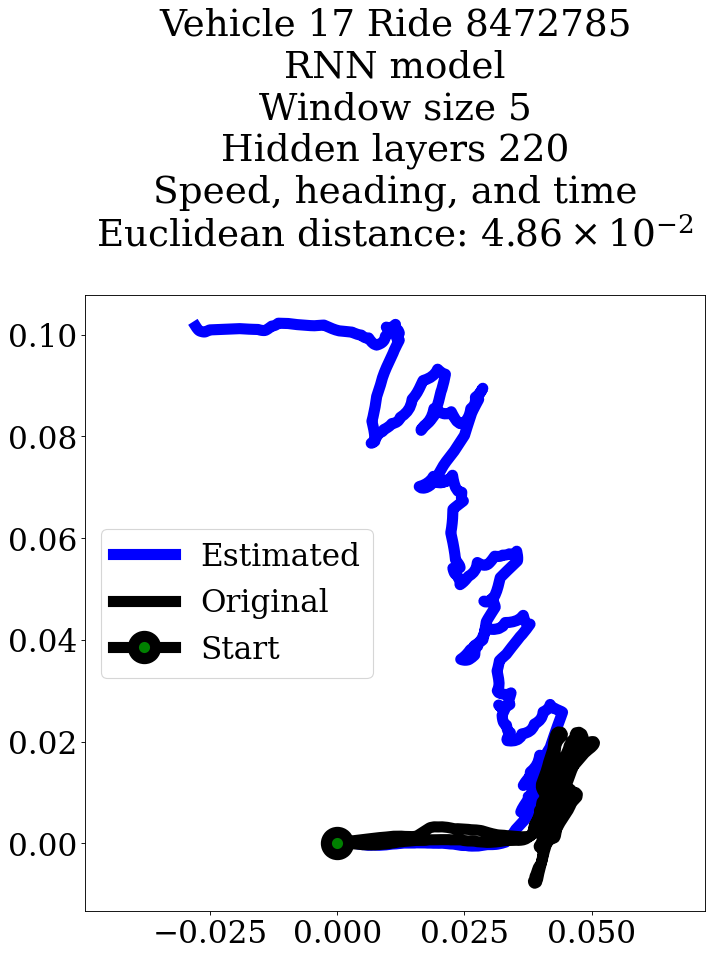 Vehicle 17 Ride 8472785
RNN model
Window size 5
Hidden layers 220
Speed, heading, and time
Euclidean distance: 4.86 × 10⁻²
0.10
0.08
0.06
0.04
0.02
0.00
Estimated
Original
Start
−0.025 0.000 0.025 0.050